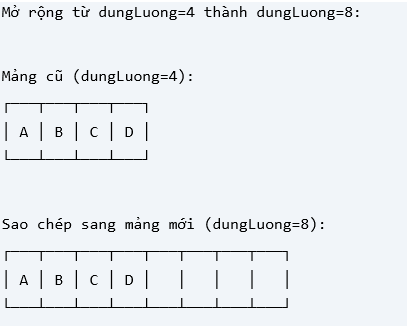 Mở rộng từ dungLuong=4 thành dungLuong=8:
Mảng cũ (dungLuong=4):
┌───┬───┬───┬───┐
│ A │ B │ C │ D │
└───┴───┴───┴───┘
Sao chép sang mảng mới (dungLuong=8):
┌───┬───┬───┬───┬───┬───┬───┬───┐
│ A │ B │ C │ D │   │   │   │   │
└───┴───┴───┴───┴───┴───┴───┴───┘